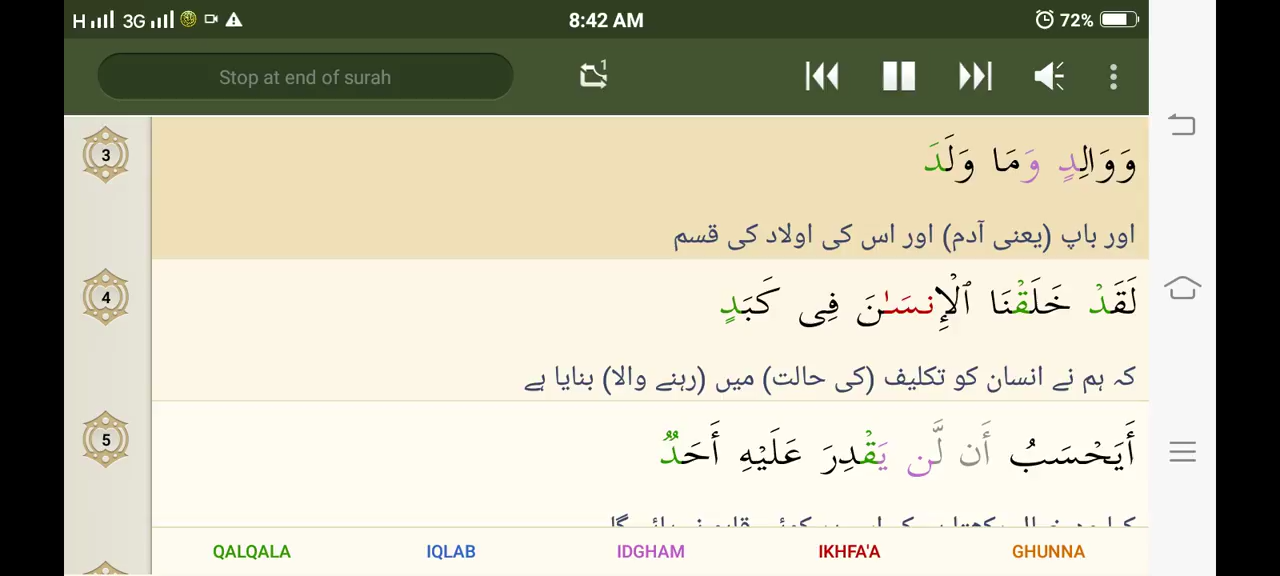 H 3G 8:42 AM 72%
Stop at end of surah 1
3
وَوَالِدٍ وَمَا وَلَدَ
اور باپ (یعنی آدم) اور اس کی اولاد کی قسم
4
لَقَدْ خَلَقْنَا ٱلْإِنسَـٰنَ فِى كَبَدٍ
کہ ہم نے انسان کو تکلیف (کی حالت) میں (رہنے والا) بنایا ہے
5
أَيَحْسَبُ أَن لَّن يَقْدِرَ عَلَيْهِ أَحَدٌ
QALQALA IQLAB IDGHAM IKHFA'A GHUNNA